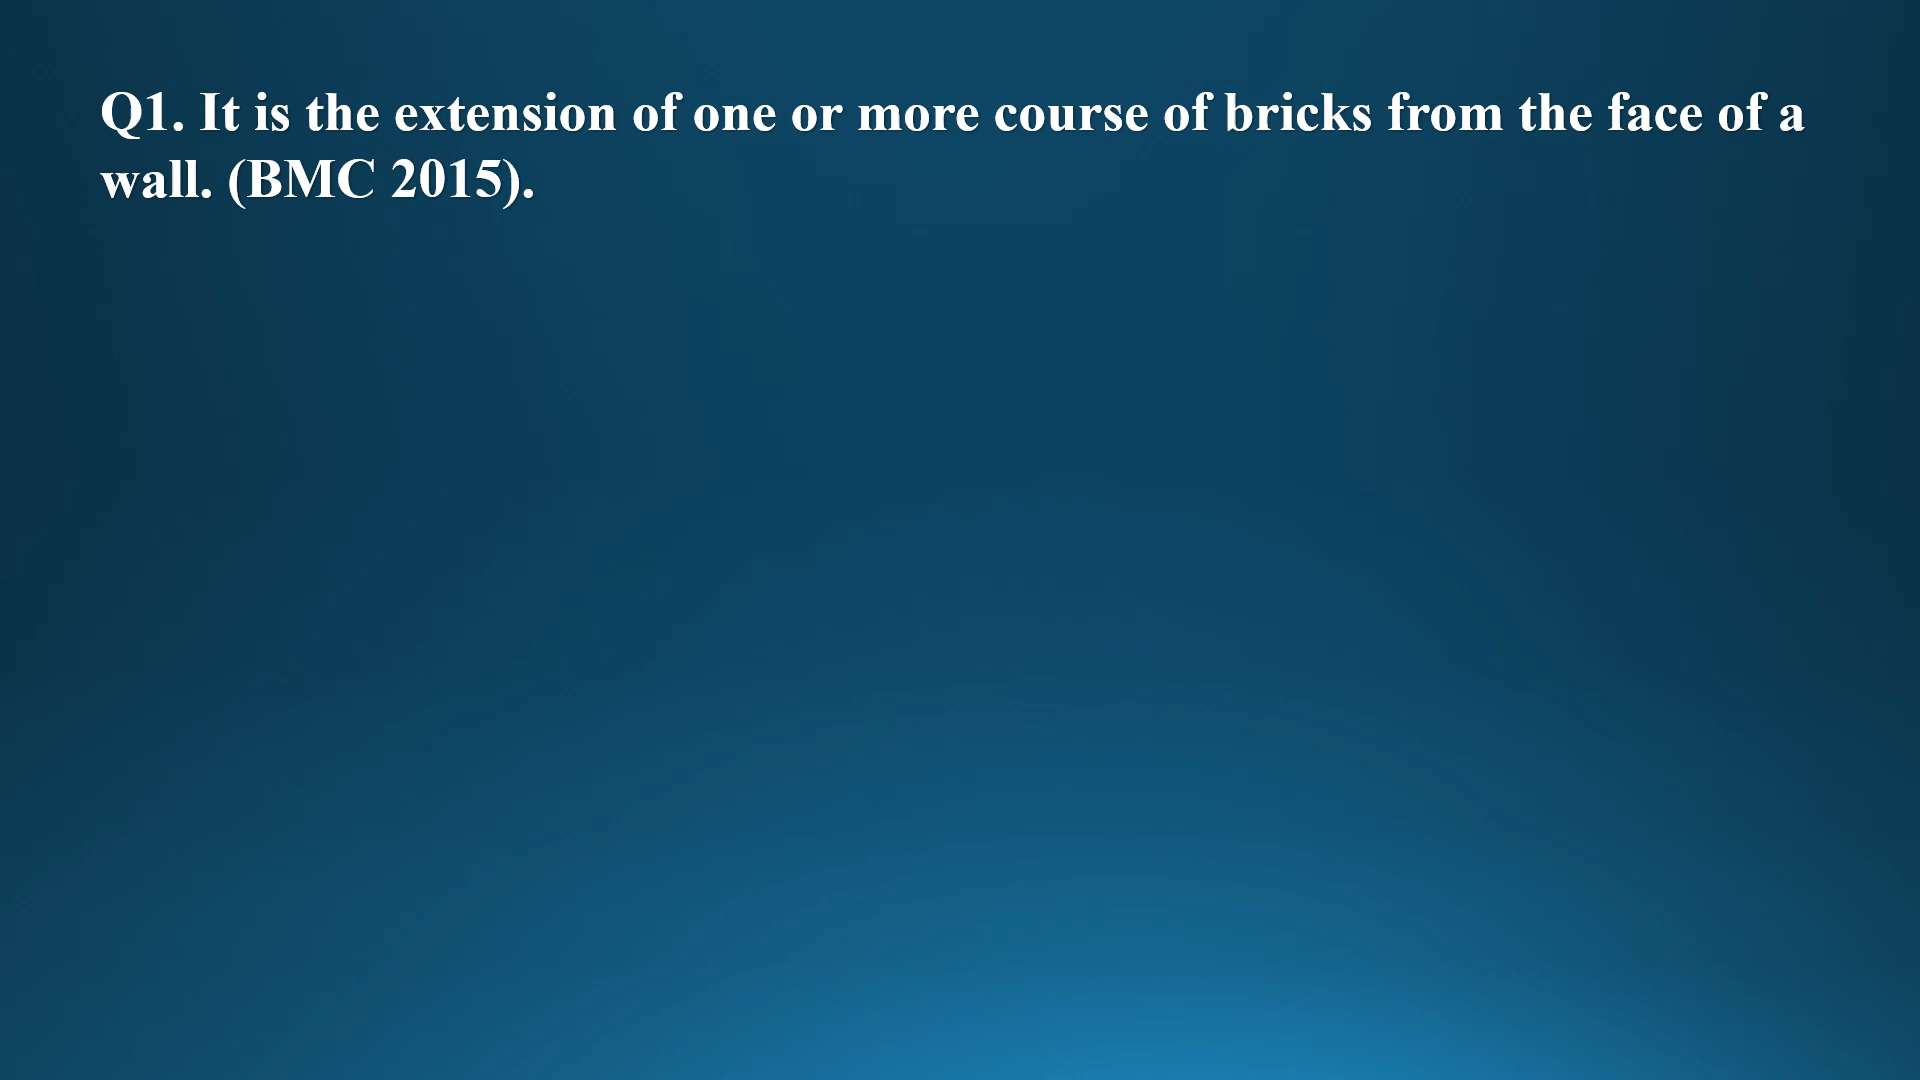 Q1. It is the extension of one or more course of bricks from the face of a
wall. (BMC 2015).